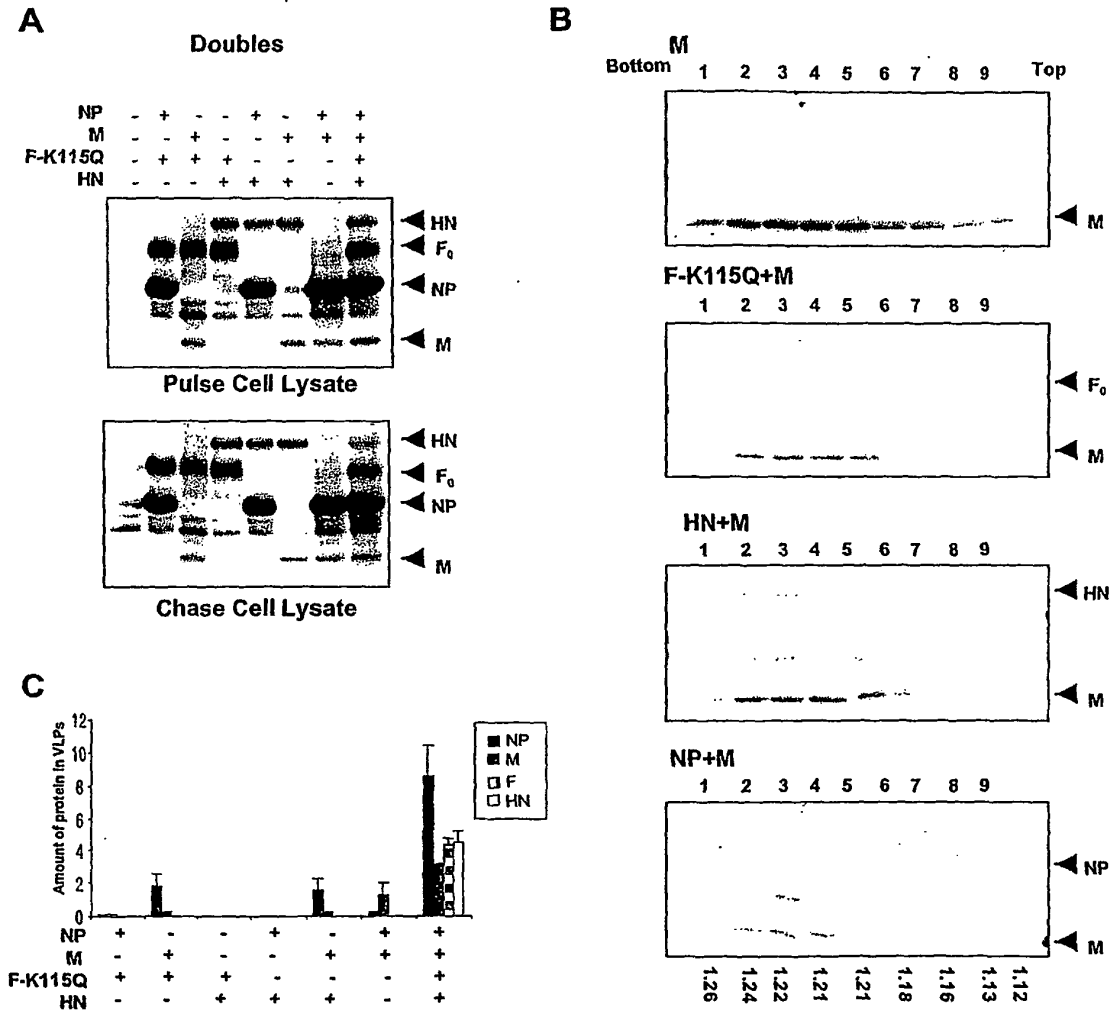 A
Doubles
NP - + - - + - + +
M - - + - - + + +
F-K115Q - + + + - - - +
HN - - - + + + - +
HN
F0
NP
M
Pulse Cell Lysate
HN
F0
NP
M
Chase Cell Lysate
B
M
Bottom 1 2 3 4 5 6 7 8 9 Top
M
F-K115Q+M
1 2 3 4 5 6 7 8 9
F0
M
HN+M
1 2 3 4 5 6 7 8 9
HN
M
NP+M
1 2 3 4 5 6 7 8 9
NP
M
1.26 1.24 1.22 1.21 1.21 1.18 1.16 1.13 1.12
C
Amount of protein in VLPs
12
10
8
6
4
2
0
NP
M
F
HN
NP + - - + - + +
M - + - - + + +
F-K115Q + + + - - - +
HN - - + + + - +